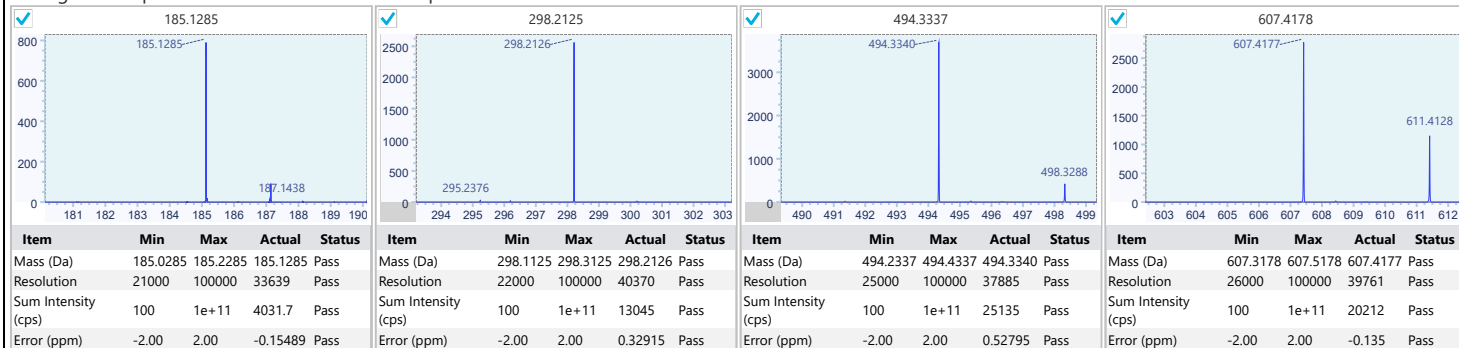 185.1285
185.1285
187.1438
800
600
400
200
0
181 182 183 184 185 186 187 188 189 190
Item Min Max Actual Status
Mass (Da) 185.0285 185.2285 185.1285 Pass
Resolution 21000 100000 33639 Pass
Sum Intensity (cps) 100 1e+11 4031.7 Pass
Error (ppm) -2.00 2.00 -0.15489 Pass
298.2125
298.2126
295.2376
2500
2000
1500
1000
500
0
294 295 296 297 298 299 300 301 302 303
Item Min Max Actual Status
Mass (Da) 298.1125 298.3125 298.2126 Pass
Resolution 22000 100000 40370 Pass
Sum Intensity (cps) 100 1e+11 13045 Pass
Error (ppm) -2.00 2.00 0.32915 Pass
494.3337
494.3340
498.3288
3000
2000
1000
0
490 491 492 493 494 495 496 497 498 499
Item Min Max Actual Status
Mass (Da) 494.2337 494.4337 494.3340 Pass
Resolution 25000 100000 37885 Pass
Sum Intensity (cps) 100 1e+11 25135 Pass
Error (ppm) -2.00 2.00 0.52795 Pass
607.4178
607.4177
611.4128
2500
2000
1500
1000
500
0
603 604 605 606 607 608 609 610 611 612
Item Min Max Actual Status
Mass (Da) 607.3178 607.5178 607.4177 Pass
Resolution 26000 100000 39761 Pass
Sum Intensity (cps) 100 1e+11 20212 Pass
Error (ppm) -2.00 2.00 -0.135 Pass